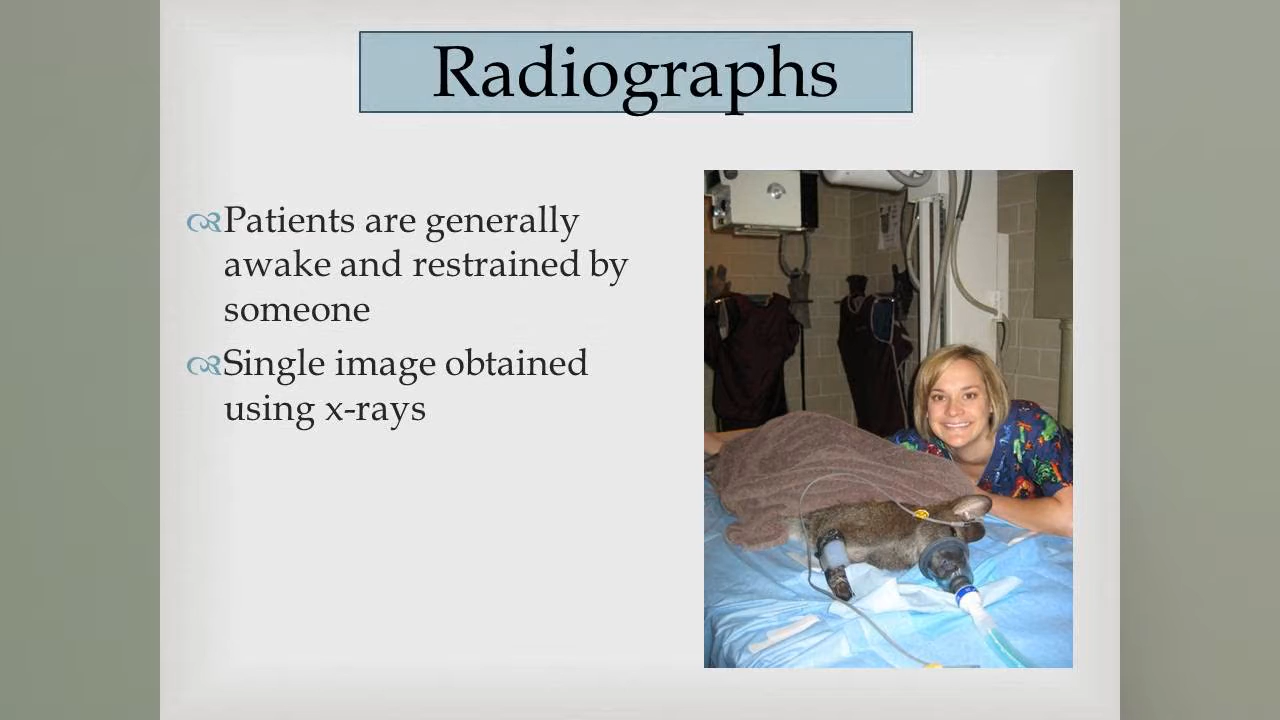 Radiographs
Patients are generally
awake and restrained by
someone
Single image obtained
using x-rays